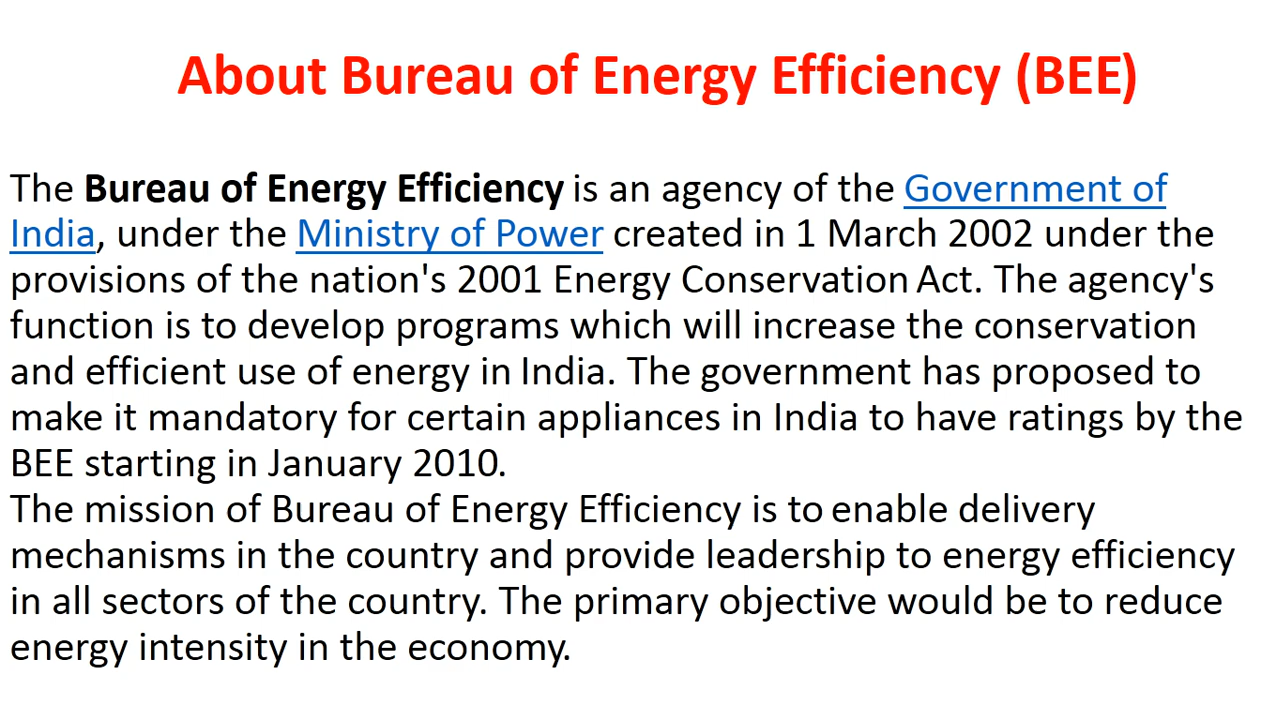 About Bureau of Energy Efficiency (BEE)
The Bureau of Energy Efficiency is an agency of the Government of
India, under the Ministry of Power created in 1 March 2002 under the
provisions of the nation's 2001 Energy Conservation Act. The agency's
function is to develop programs which will increase the conservation
and efficient use of energy in India. The government has proposed to
make it mandatory for certain appliances in India to have ratings by the
BEE starting in January 2010.
The mission of Bureau of Energy Efficiency is to enable delivery
mechanisms in the country and provide leadership to energy efficiency
in all sectors of the country. The primary objective would be to reduce
energy intensity in the economy.